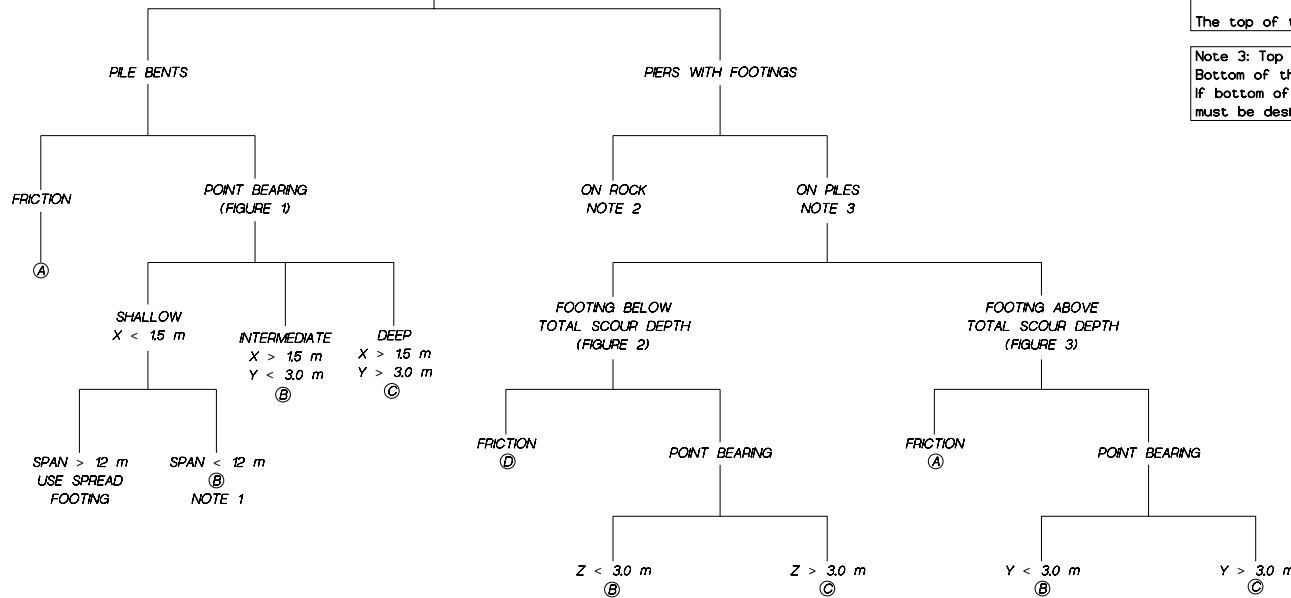 The top of t
Note 3: Top
Bottom of th
If bottom of
must be desi
PILE BENTS
PIERS WITH FOOTINGS
FRICTION
A
POINT BEARING
(FIGURE 1)
ON ROCK
NOTE 2
ON PILES
NOTE 3
SHALLOW
X < 1.5 m
INTERMEDIATE
X > 1.5 m
Y < 3.0 m
B
DEEP
X > 1.5 m
Y > 3.0 m
C
FOOTING BELOW
TOTAL SCOUR DEPTH
(FIGURE 2)
FOOTING ABOVE
TOTAL SCOUR DEPTH
(FIGURE 3)
SPAN > 12 m
USE SPREAD
FOOTING
SPAN < 12 m
B
NOTE 1
FRICTION
D
POINT BEARING
FRICTION
A
POINT BEARING
Z < 3.0 m
B
Z > 3.0 m
C
Y < 3.0 m
B
Y > 3.0 m
C